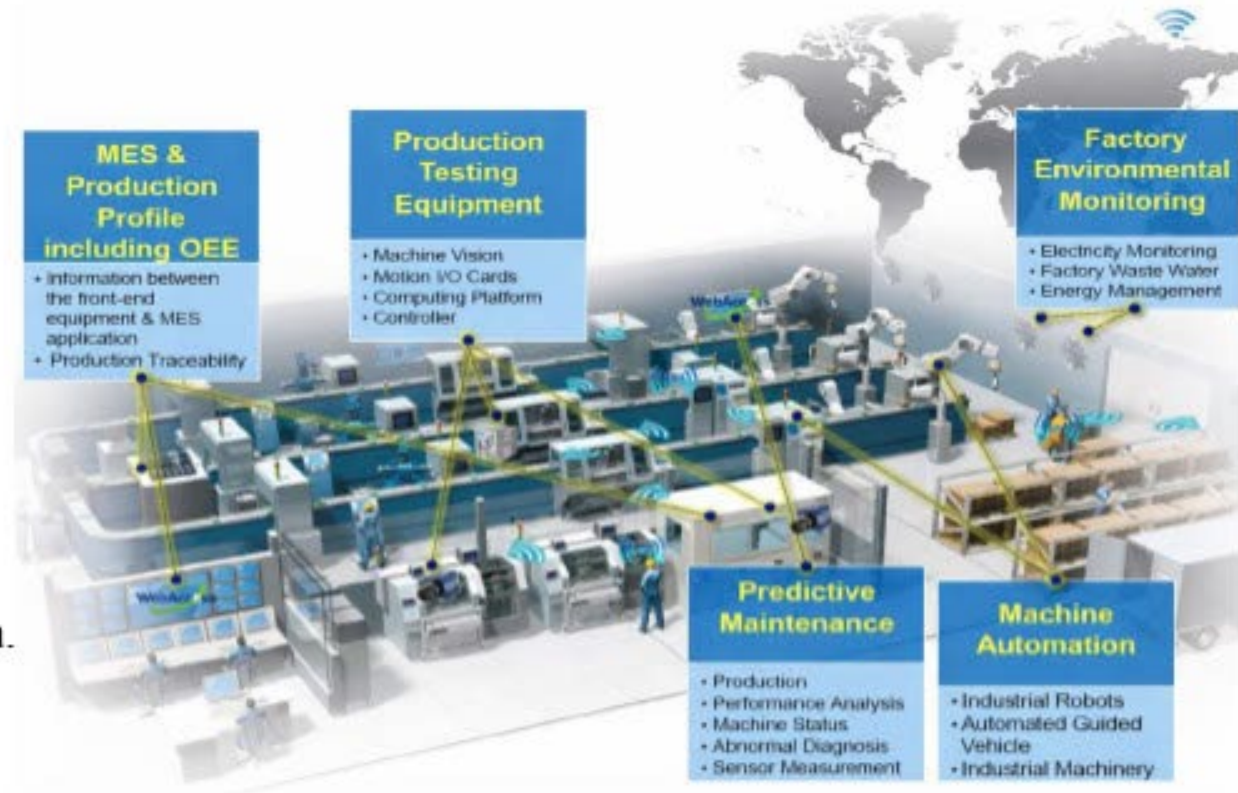 MES &
Production
Profile
including OEE
• Information between
the front-end
equipment & MES
application
• Production Traceability
Production
Testing
Equipment
• Machine Vision
• Motion I/O Cards
• Computing Platform
• Controller
Factory
Environmental
Monitoring
• Electricity Monitoring
• Factory Waste Water
• Energy Management
Predictive
Maintenance
• Production
• Performance Analysis
• Machine Status
• Abnormal Diagnosis
• Sensor Measurement
Machine
Automation
• Industrial Robots
• Automated Guided
Vehicle
• Industrial Machinery